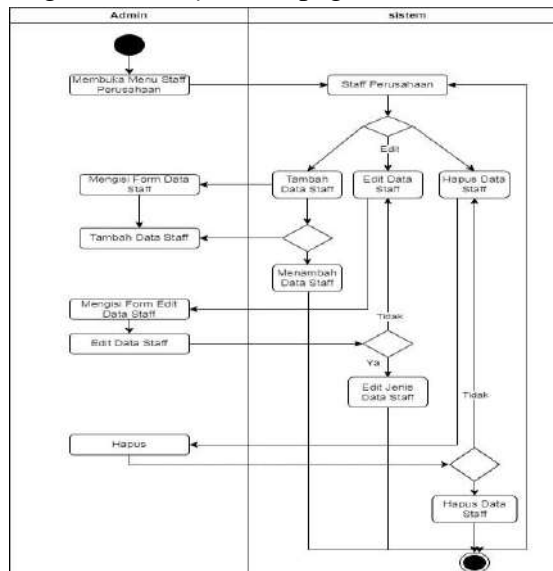 Admin
sistem
Membuka Menu Staff
Perusahaan
Staff Perusahaan
Edit
Mengisi Form Data
Staff
Tambah
Data Staff
Edit Data
Staff
Hapus Data
Staff
Tambah Data Staff
Menambah
Data Staff
Mengisi Form Edit
Data Staff
Tidak
Edit Data Staff
Ya
Edit Jenis
Data Staff
Tidak
Hapus
Hapus Data
Staff